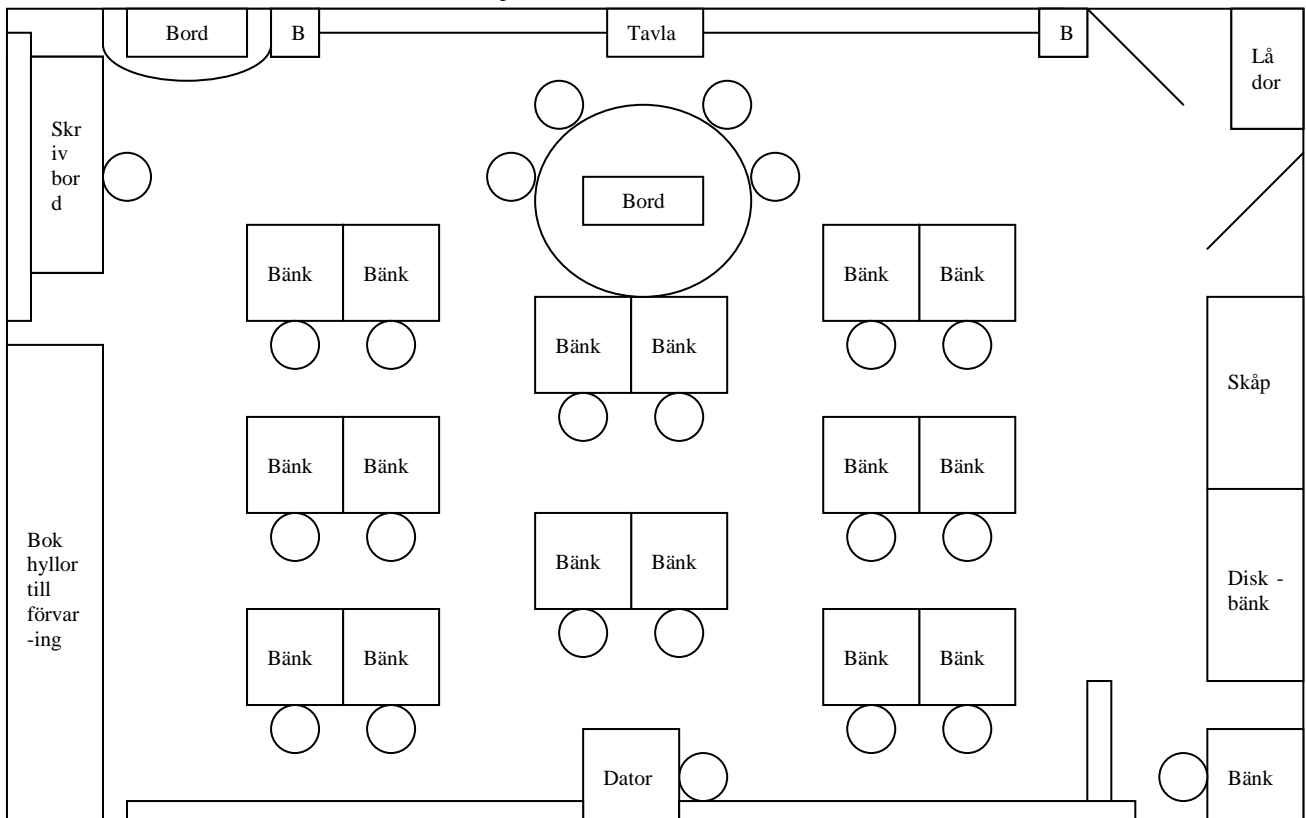 Bord
B
Tavla
B
Lå
dor
Skr
iv
bor
d
Bord
Bänk
Bänk
Bänk
Bänk
Bänk
Bänk
Skåp
Bänk
Bänk
Bänk
Bänk
Bok
hyllor
till
förvar
-ing
Bänk
Bänk
Disk -
bänk
Bänk
Bänk
Bänk
Bänk
Dator
Bänk